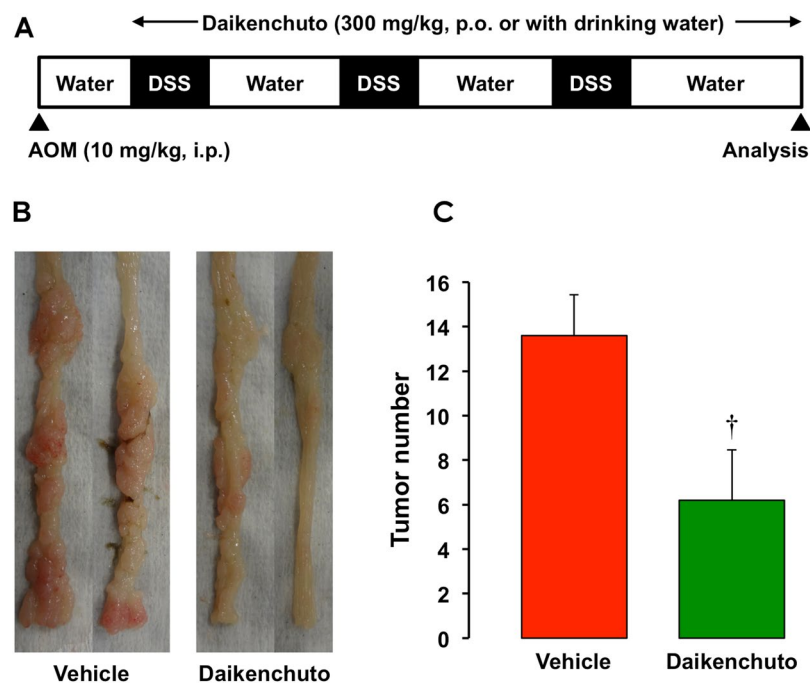 A
Daikenchuto (300 mg/kg, p.o. or with drinking water)
Water DSS Water DSS Water DSS Water
AOM (10 mg/kg, i.p.)
Analysis
B
Vehicle
Daikenchuto
C
Tumor number
16
14
12
10
8
6
4
2
0
†
Vehicle
Daikenchuto